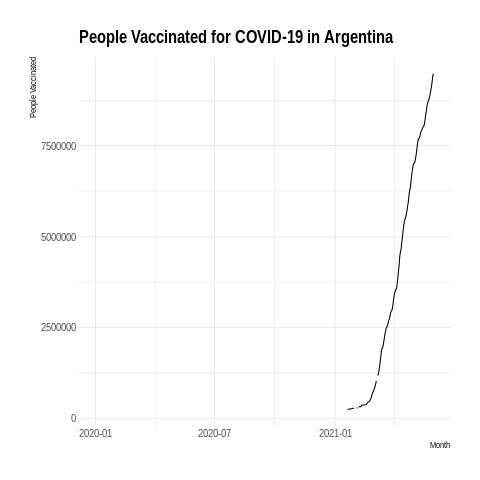 People Vaccinated for COVID-19 in Argentina
People Vaccinated
7500000
5000000
2500000
0
2020-01
2020-07
2021-01
Month